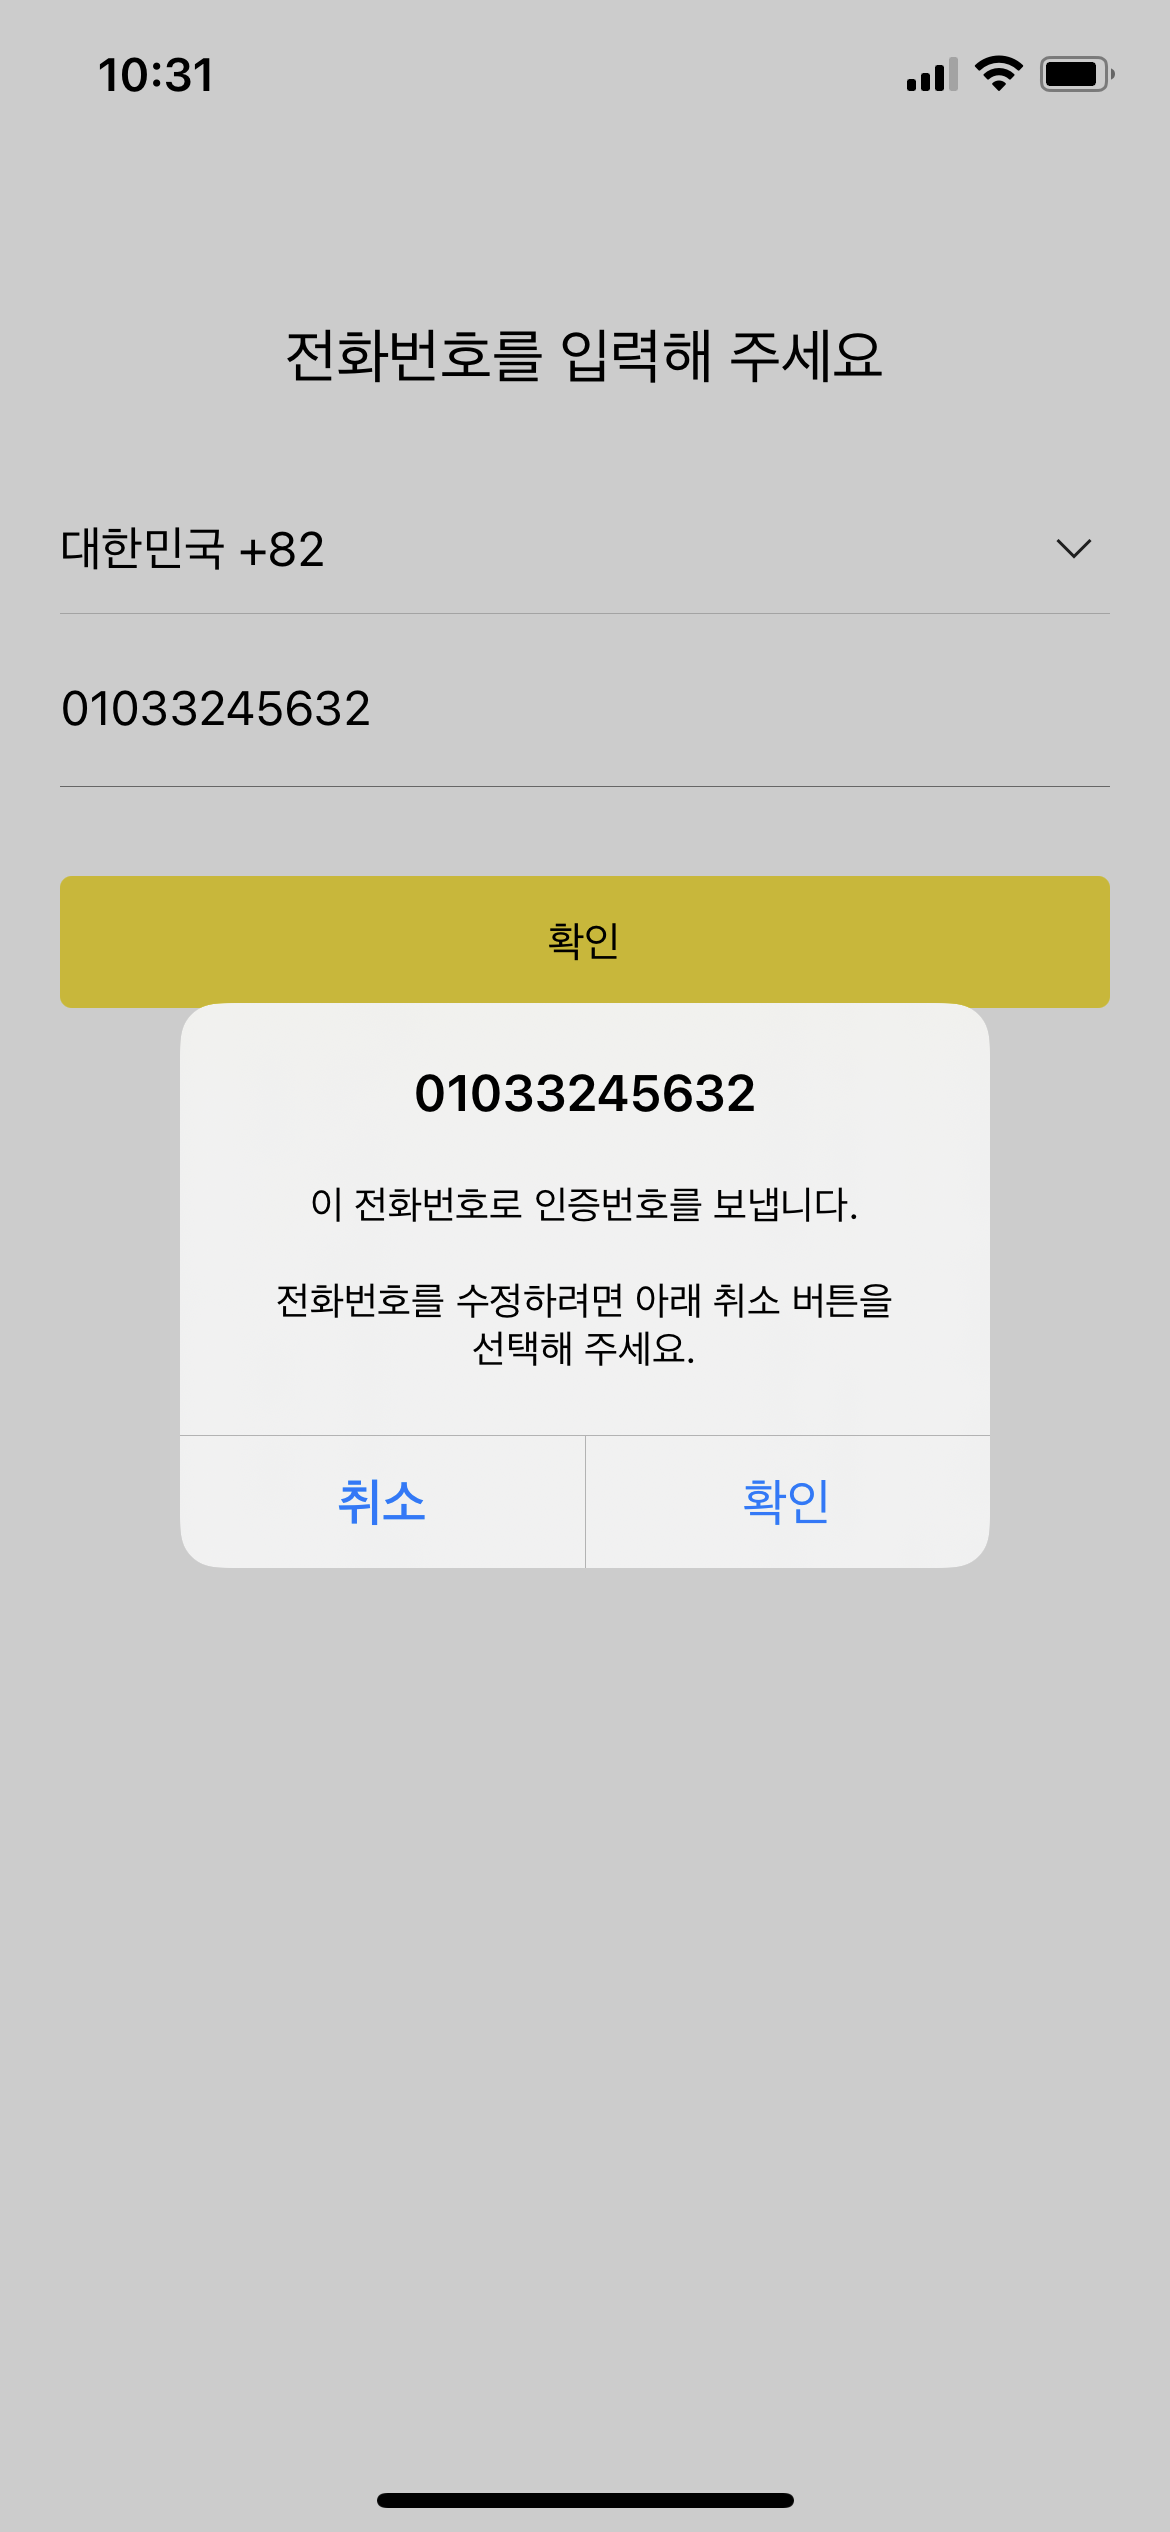 10:31
전화번호를 입력해 주세요
대한민국 +82
01033245632
확인
01033245632
이 전화번호로 인증번호를 보냅니다.
전화번호를 수정하려면 아래 취소 버튼을
선택해 주세요.
취소
확인